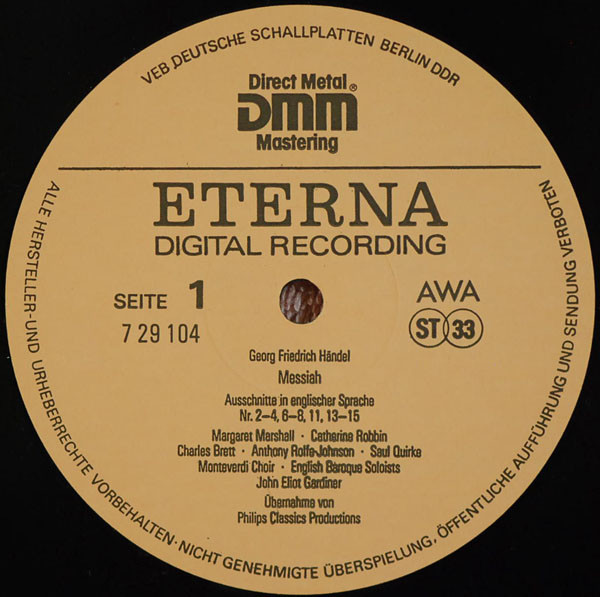 VEB DEUTSCHE SCHALLPLATTEN BERLIN DDR
Direct Metal
DMM®
Mastering
ETERNA
DIGITAL RECORDING
SEITE 1
AWA
7 29 104
ST 33
Georg Friedrich Händel
Messiah
Ausschnitte in englischer Sprache
Nr. 2–4, 6–8, 11, 13–15
Margaret Marshall · Catherine Robbin
Charles Brett · Anthony Rolfe-Johnson · Saul Quirke
Monteverdi Choir · English Baroque Soloists
John Eliot Gardiner
Übernahme von
Philips Classics Productions
ALLE HERSTELLER- UND URHEBERRECHTE VORBEHALTEN · NICHT GENEHMIGTE ÜBERSPIELUNG, ÖFFENTLICHE AUFFÜHRUNG UND SENDUNG VERBOTEN